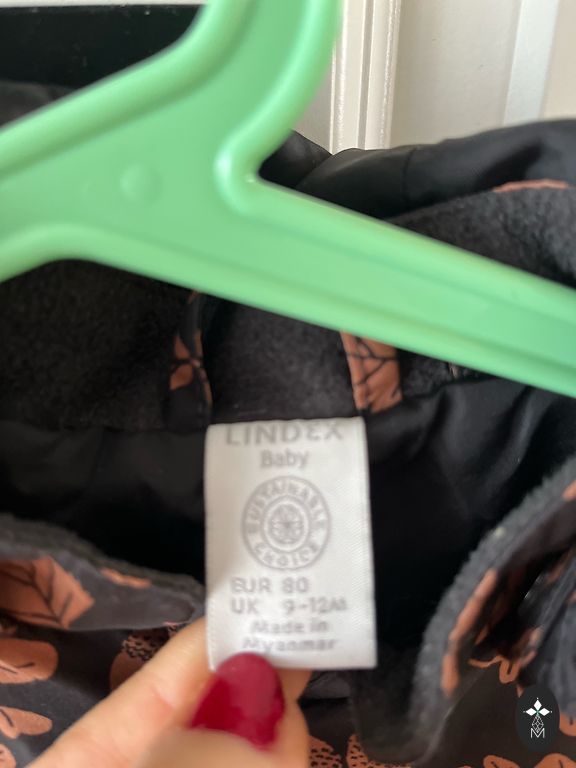 LINDEX
Baby
SUSTAINABLE CHOICE
EUR 80
UK 9-12M
Made in
Myanmar
M